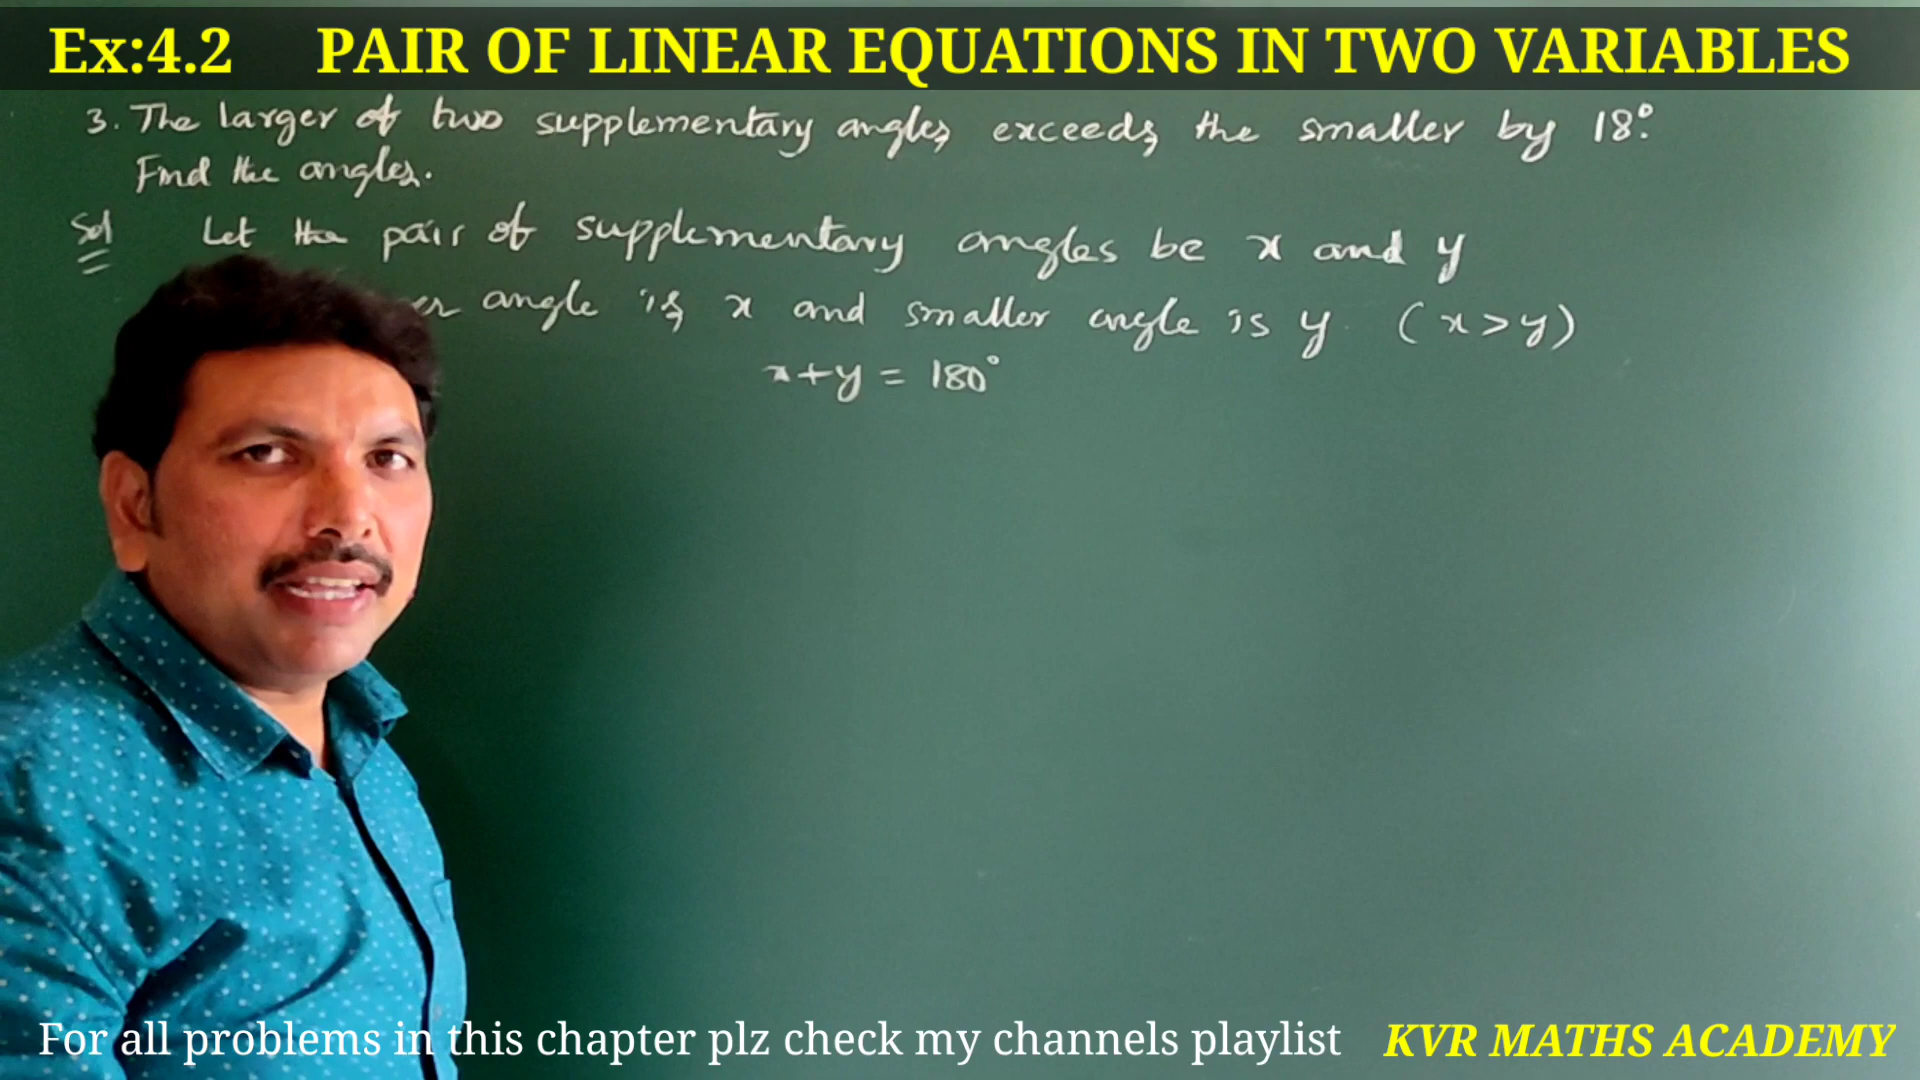 Ex:4.2 PAIR OF LINEAR EQUATIONS IN TWO VARIABLES
3. The larger of two supplementary angles exceeds the smaller by 18°.
Find the angles.
Sol Let the pair of supplementary angles be x and y
angle is x and smaller angle is y (x>y)
x+y = 180°
For all problems in this chapter plz check my channels playlist KVR MATHS ACADEMY